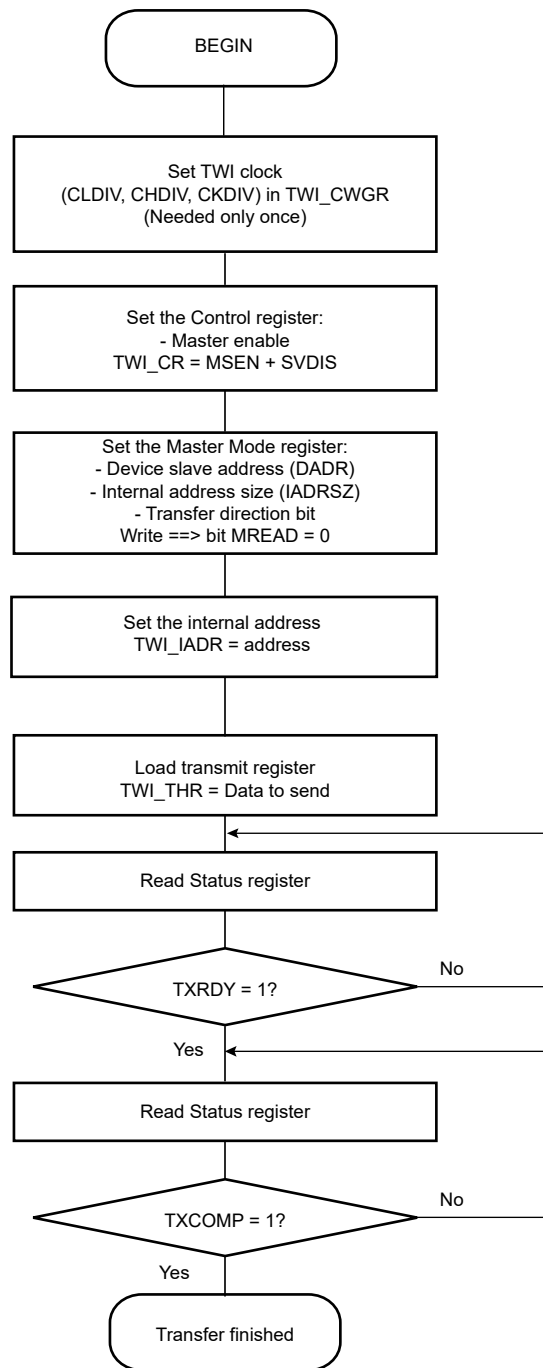 BEGIN
Set TWI clock
(CLDIV, CHDIV, CKDIV) in TWI_CWGR
(Needed only once)
Set the Control register:
- Master enable
TWI_CR = MSEN + SVDIS
Set the Master Mode register:
- Device slave address (DADR)
- Internal address size (IADRSZ)
- Transfer direction bit
Write ==> bit MREAD = 0
Set the internal address
TWI_IADR = address
Load transmit register
TWI_THR = Data to send
Read Status register
No
TXRDY = 1?
Yes
Read Status register
No
TXCOMP = 1?
Yes
Transfer finished